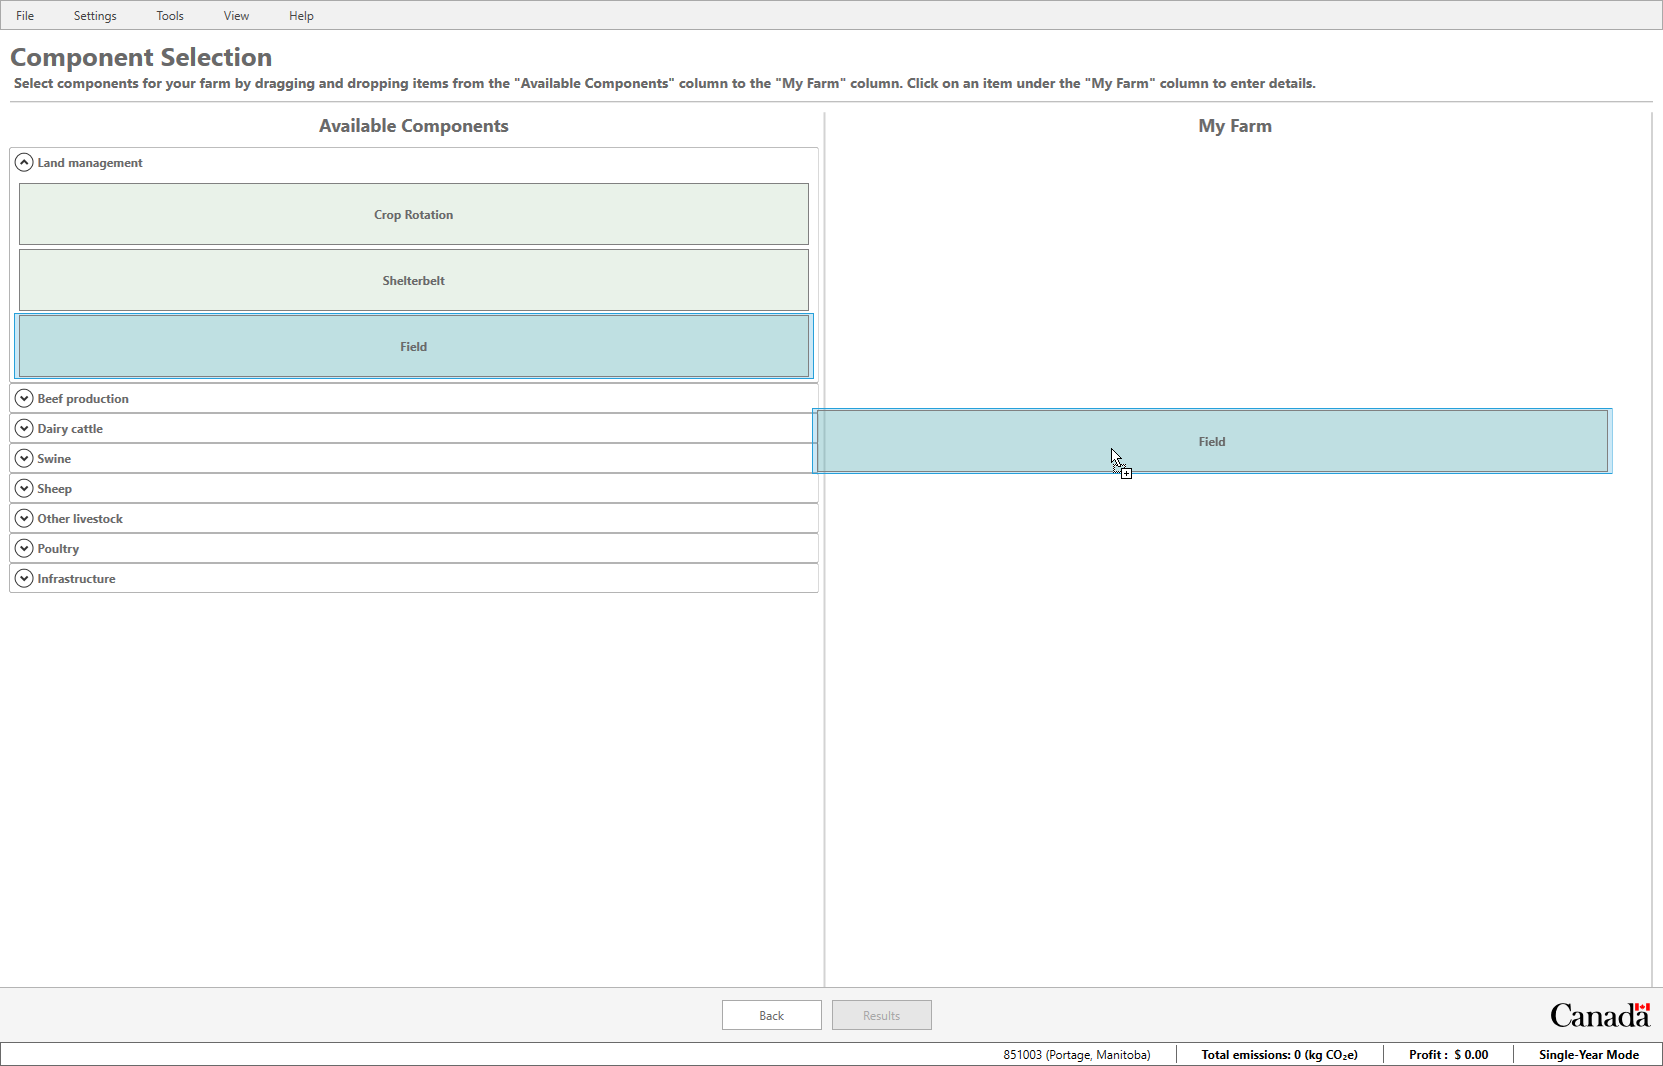 File Settings Tools View Help
Component Selection
Select components for your farm by dragging and dropping items from the "Available Components" column to the "My Farm" column. Click on an item under the "My Farm" column to enter details.
Available Components
My Farm
Land management
Crop Rotation
Shelterbelt
Field
Beef production
Dairy cattle
Swine
Sheep
Other livestock
Poultry
Infrastructure
Field
Back Results
Canada
851003 (Portage, Manitoba) Total emissions: 0 (kg CO₂e) Profit : $ 0.00 Single-Year Mode